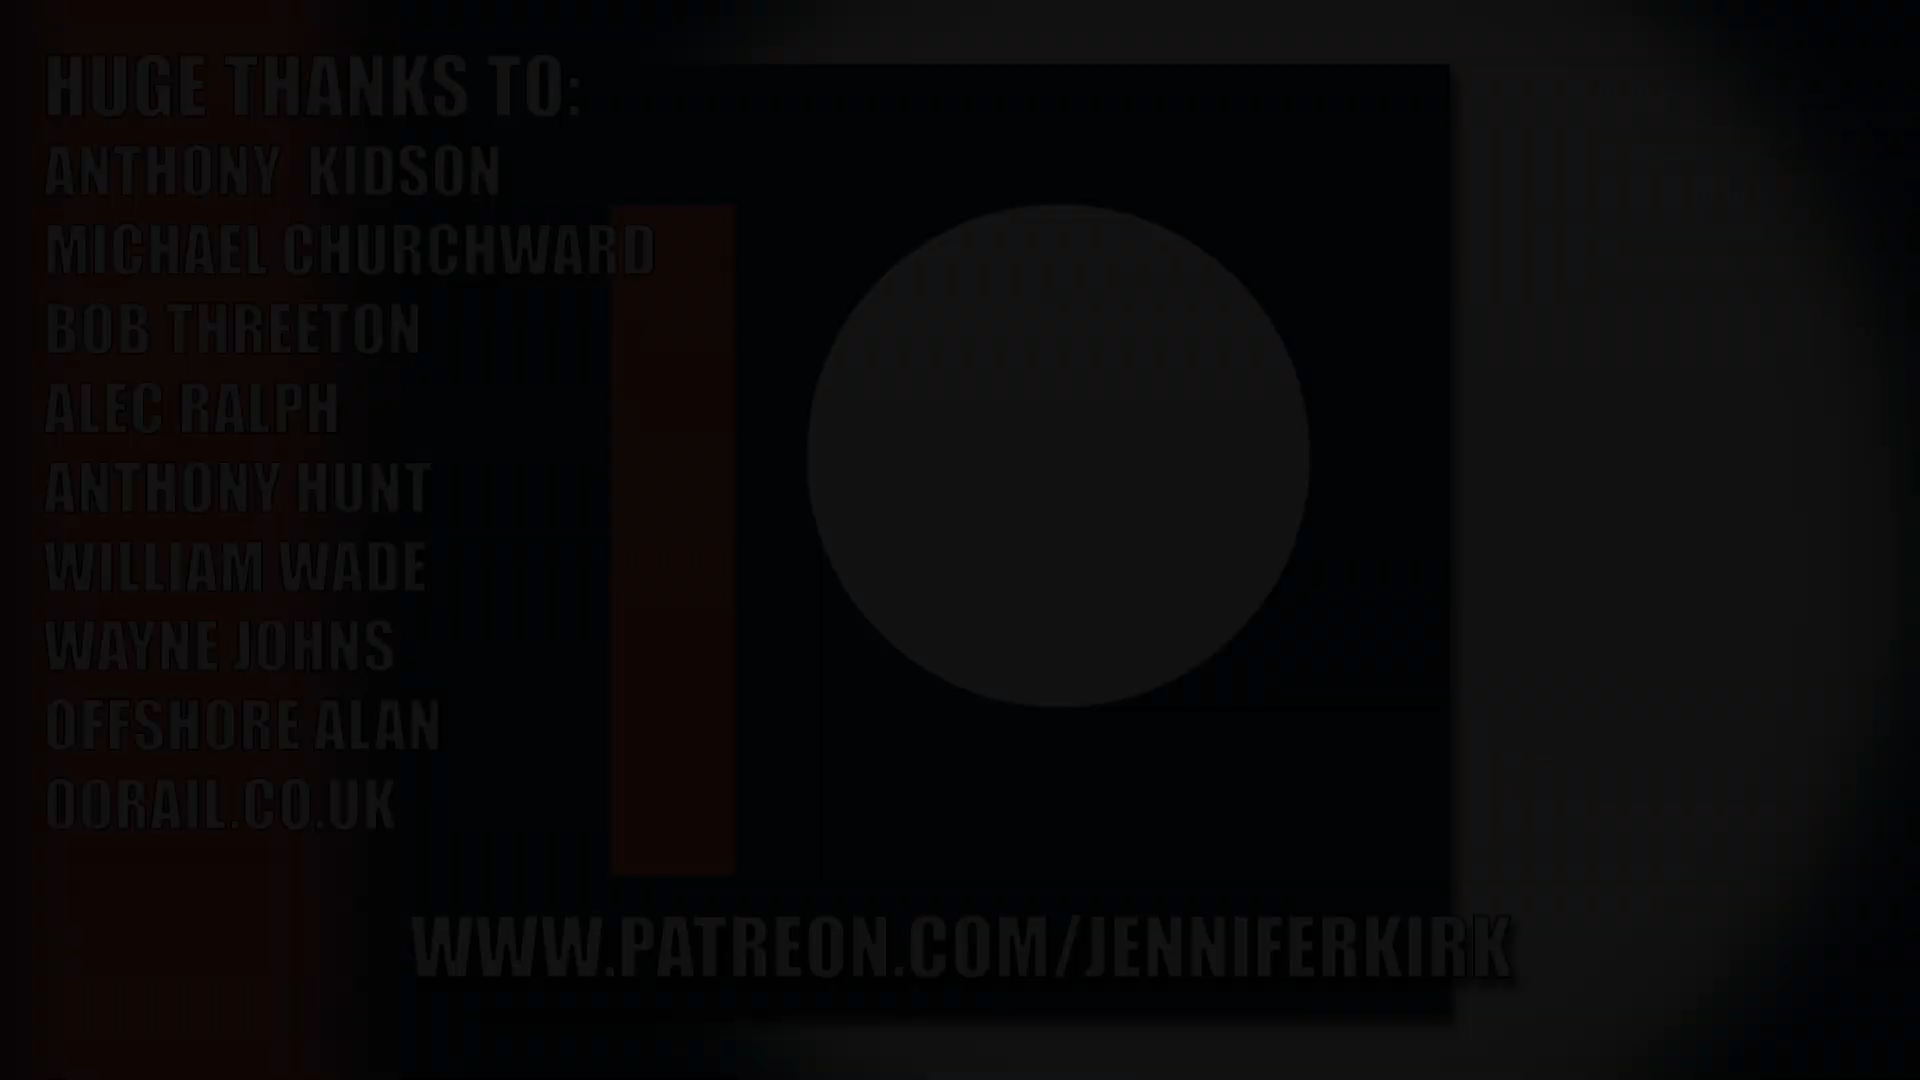 HUGE THANKS TO:
ANTHONY KIDSON
MICHAEL CHURCHWARD
BOB THREETON
ALEC RALPH
ANTHONY HUNT
WILLIAM WADE
WAYNE JOHNS
OFFSHORE ALAN
OORAIL.CO.UK
WWW.PATREON.COM/JENNIFERKIRK